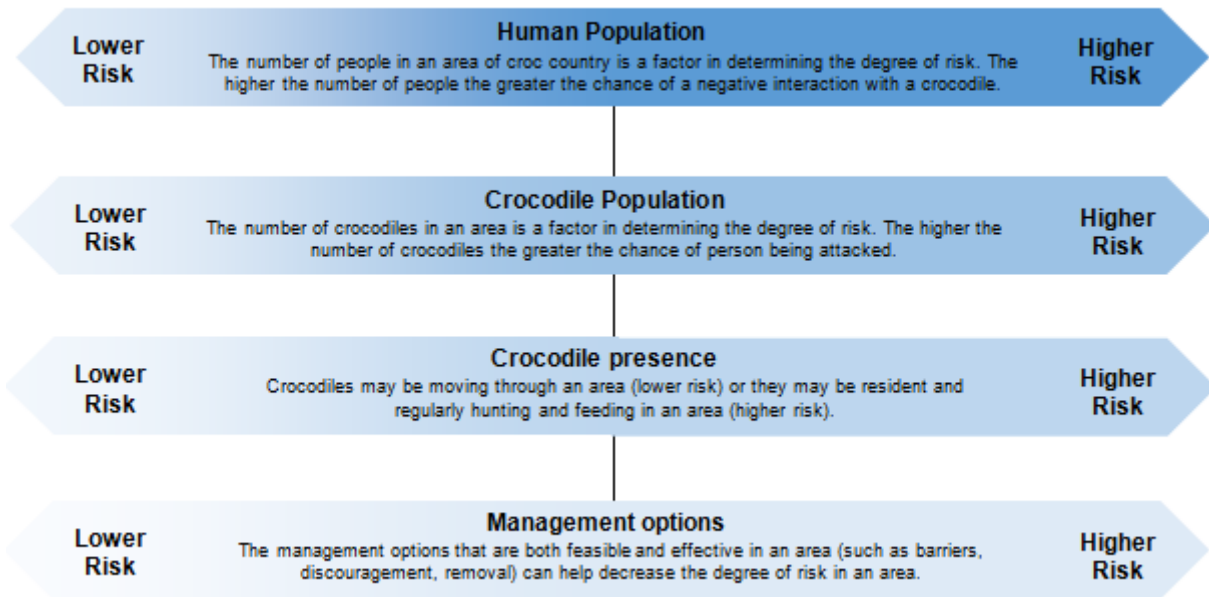 Lower
Risk
Human Population
The number of people in an area of croc country is a factor in determining the degree of risk. The
higher the number of people the greater the chance of a negative interaction with a crocodile.
Higher
Risk
Lower
Risk
Crocodile Population
The number of crocodiles in an area is a factor in determining the degree of risk. The higher the
number of crocodiles the greater the chance of person being attacked.
Higher
Risk
Lower
Risk
Crocodile presence
Crocodiles may be moving through an area (lower risk) or they may be resident and
regularly hunting and feeding in an area (higher risk).
Higher
Risk
Lower
Risk
Management options
The management options that are both feasible and effective in an area (such as barriers,
discouragement, removal) can help decrease the degree of risk in an area.
Higher
Risk